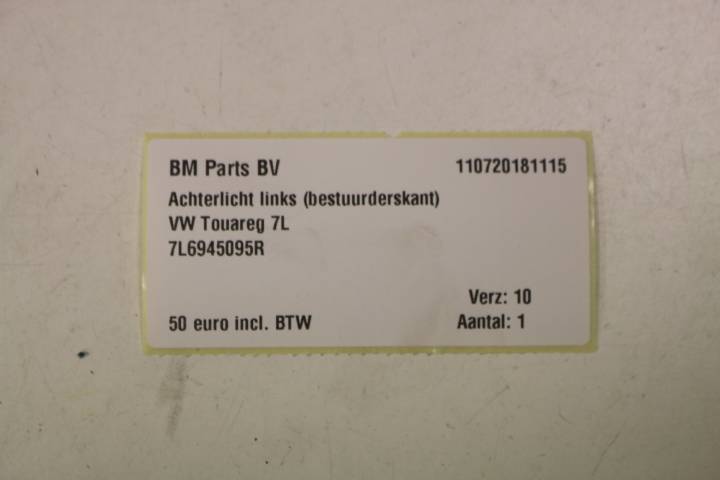 BM Parts BV 110720181115
Achterlicht links (bestuurderskant)
VW Touareg 7L
7L6945095R
Verz: 10
50 euro incl. BTW Aantal: 1